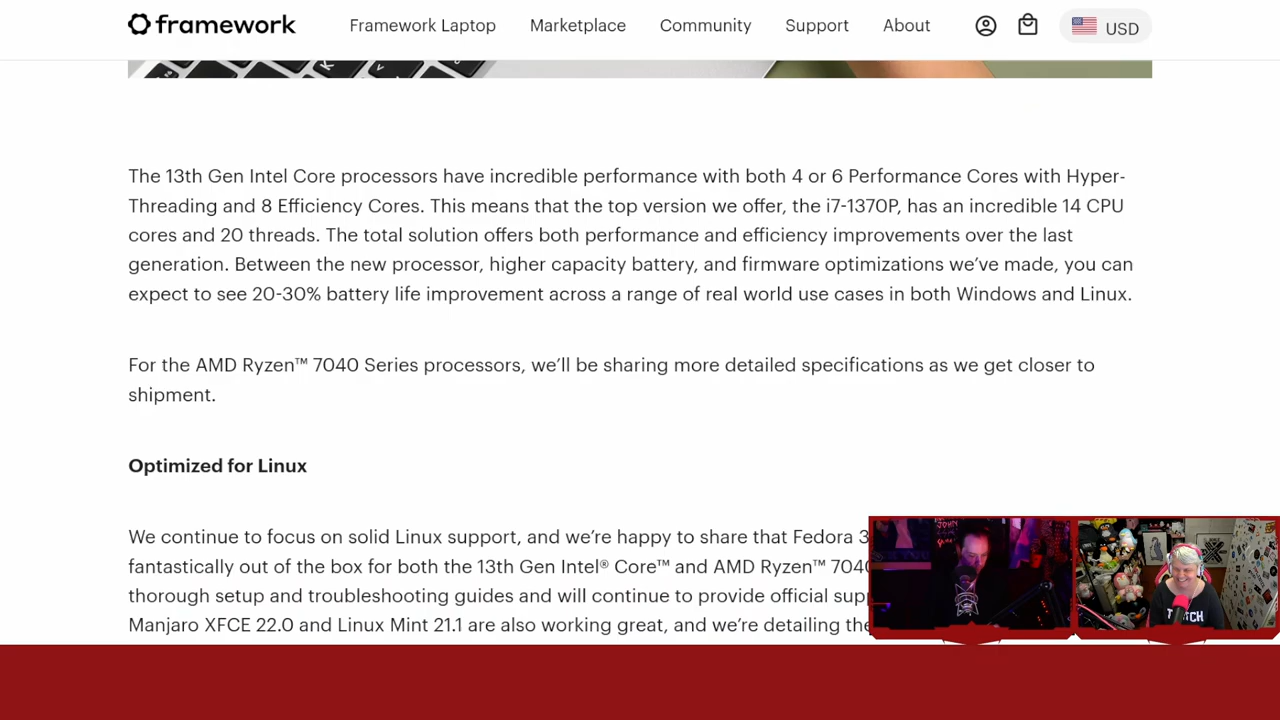 framework
Framework Laptop
Marketplace
Community
Support
About
USD
The 13th Gen Intel Core processors have incredible performance with both 4 or 6 Performance Cores with Hyper-
Threading and 8 Efficiency Cores. This means that the top version we offer, the i7-1370P, has an incredible 14 CPU
cores and 20 threads. The total solution offers both performance and efficiency improvements over the last
generation. Between the new processor, higher capacity battery, and firmware optimizations we’ve made, you can
expect to see 20-30% battery life improvement across a range of real world use cases in both Windows and Linux.
For the AMD Ryzen™ 7040 Series processors, we’ll be sharing more detailed specifications as we get closer to
shipment.
Optimized for Linux
We continue to focus on solid Linux support, and we’re happy to share that Fedora 3
fantastically out of the box for both the 13th Gen Intel® Core™ and AMD Ryzen™ 
thorough setup and troubleshooting guides and will continue to provide official
Manjaro XFCE 22.0 and Linux Mint 21.1 are also working great, and we’re detailing
JOHN